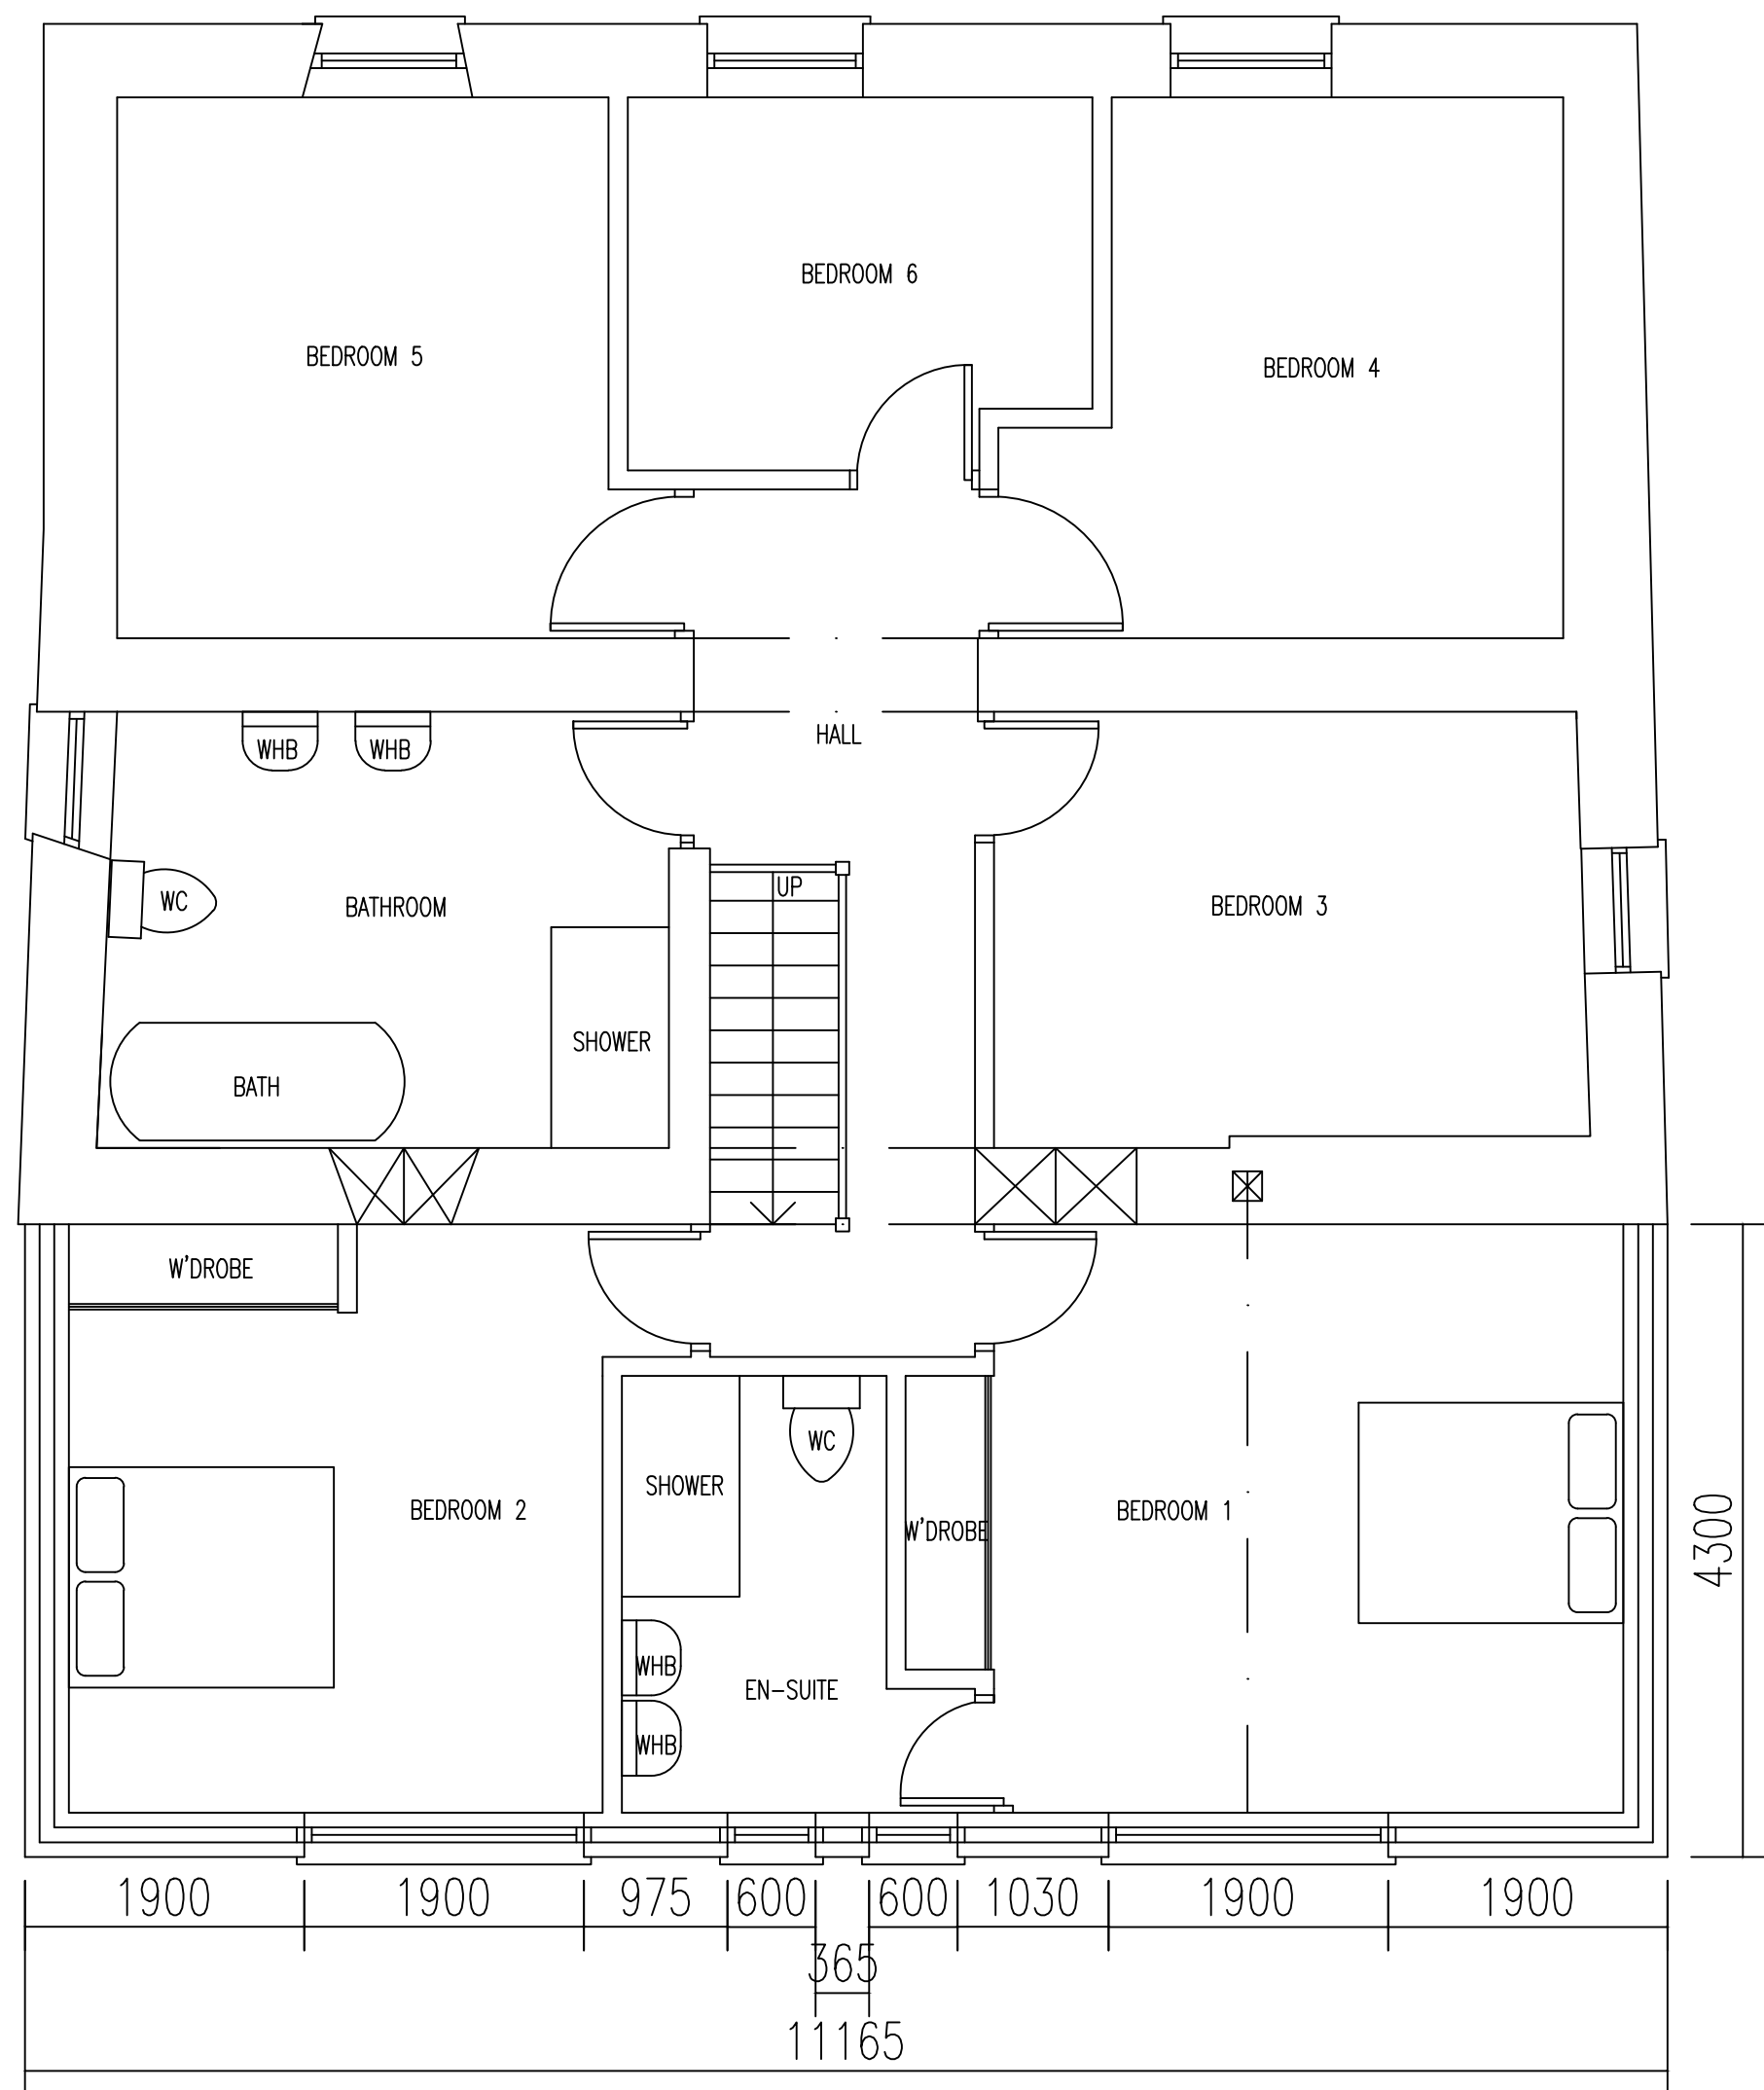 BEDROOM 6
BEDROOM 5
BEDROOM 4
HALL
WHB
WHB
UP
WC
BATHROOM
BEDROOM 3
SHOWER
BATH
W'DROBE
WC
SHOWER
BEDROOM 2
BEDROOM 1
W'DROBE
4300
WHB
EN-SUITE
WHB
1900
1900
975
600
600
1030
1900
1900
365
11165